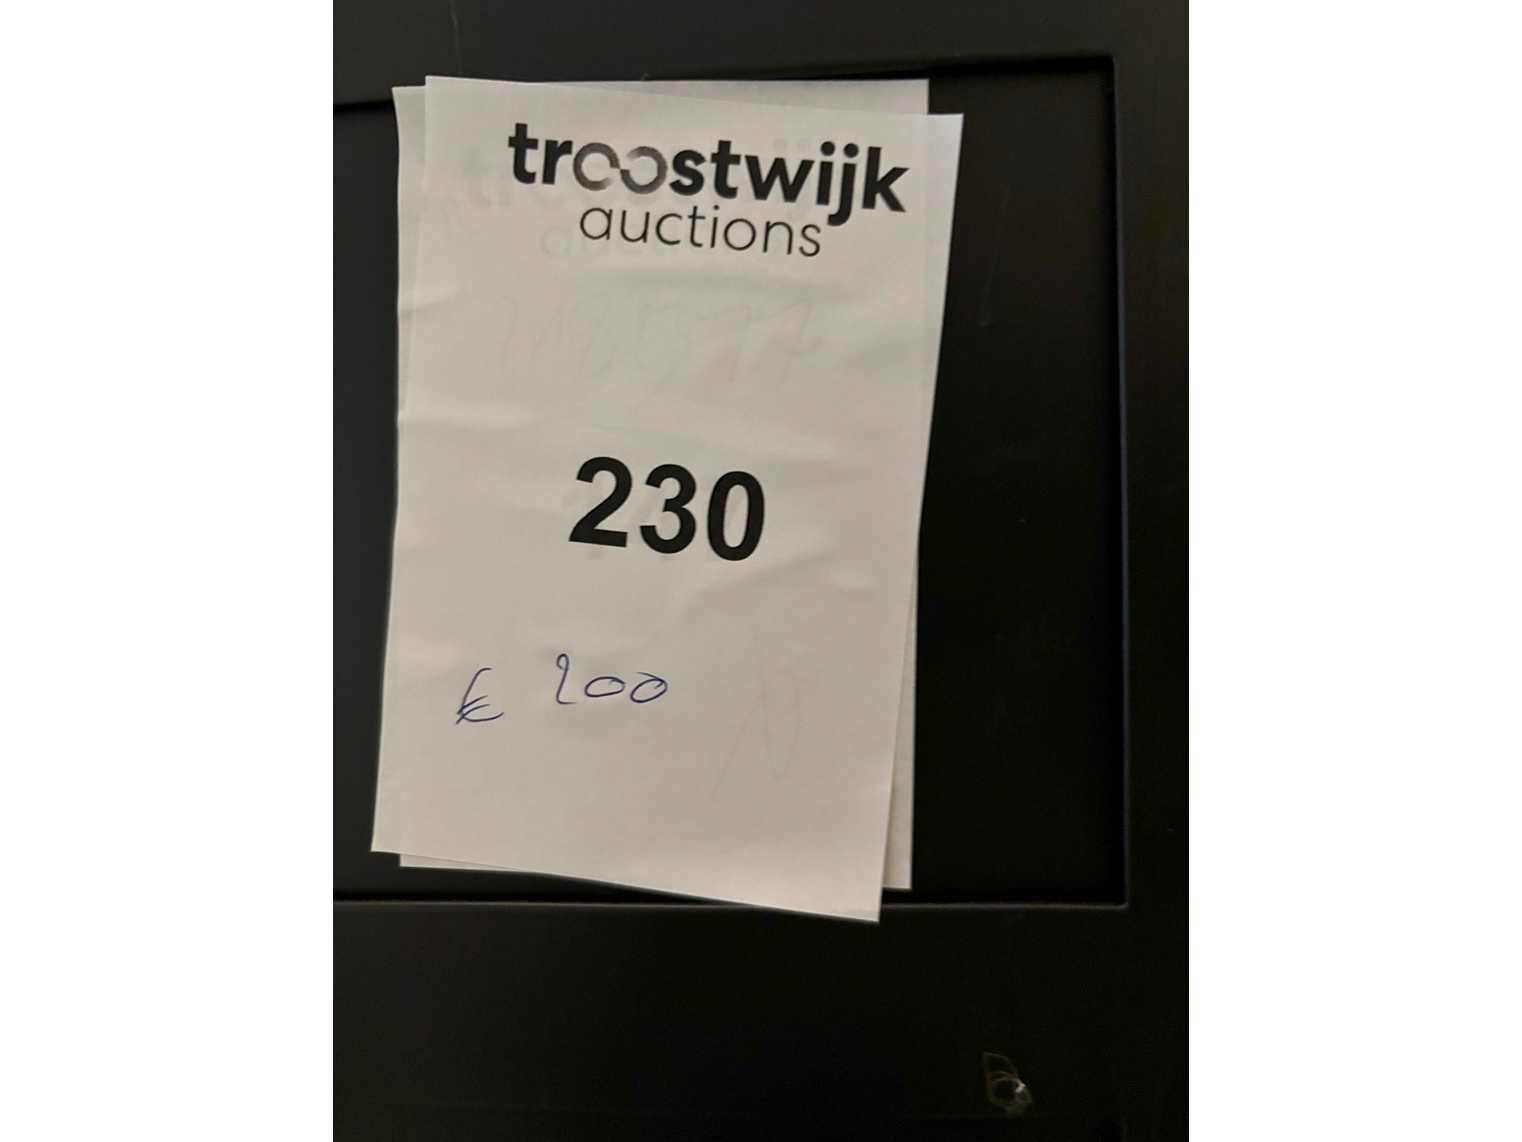 troostwijk
auctions
230
€ 200